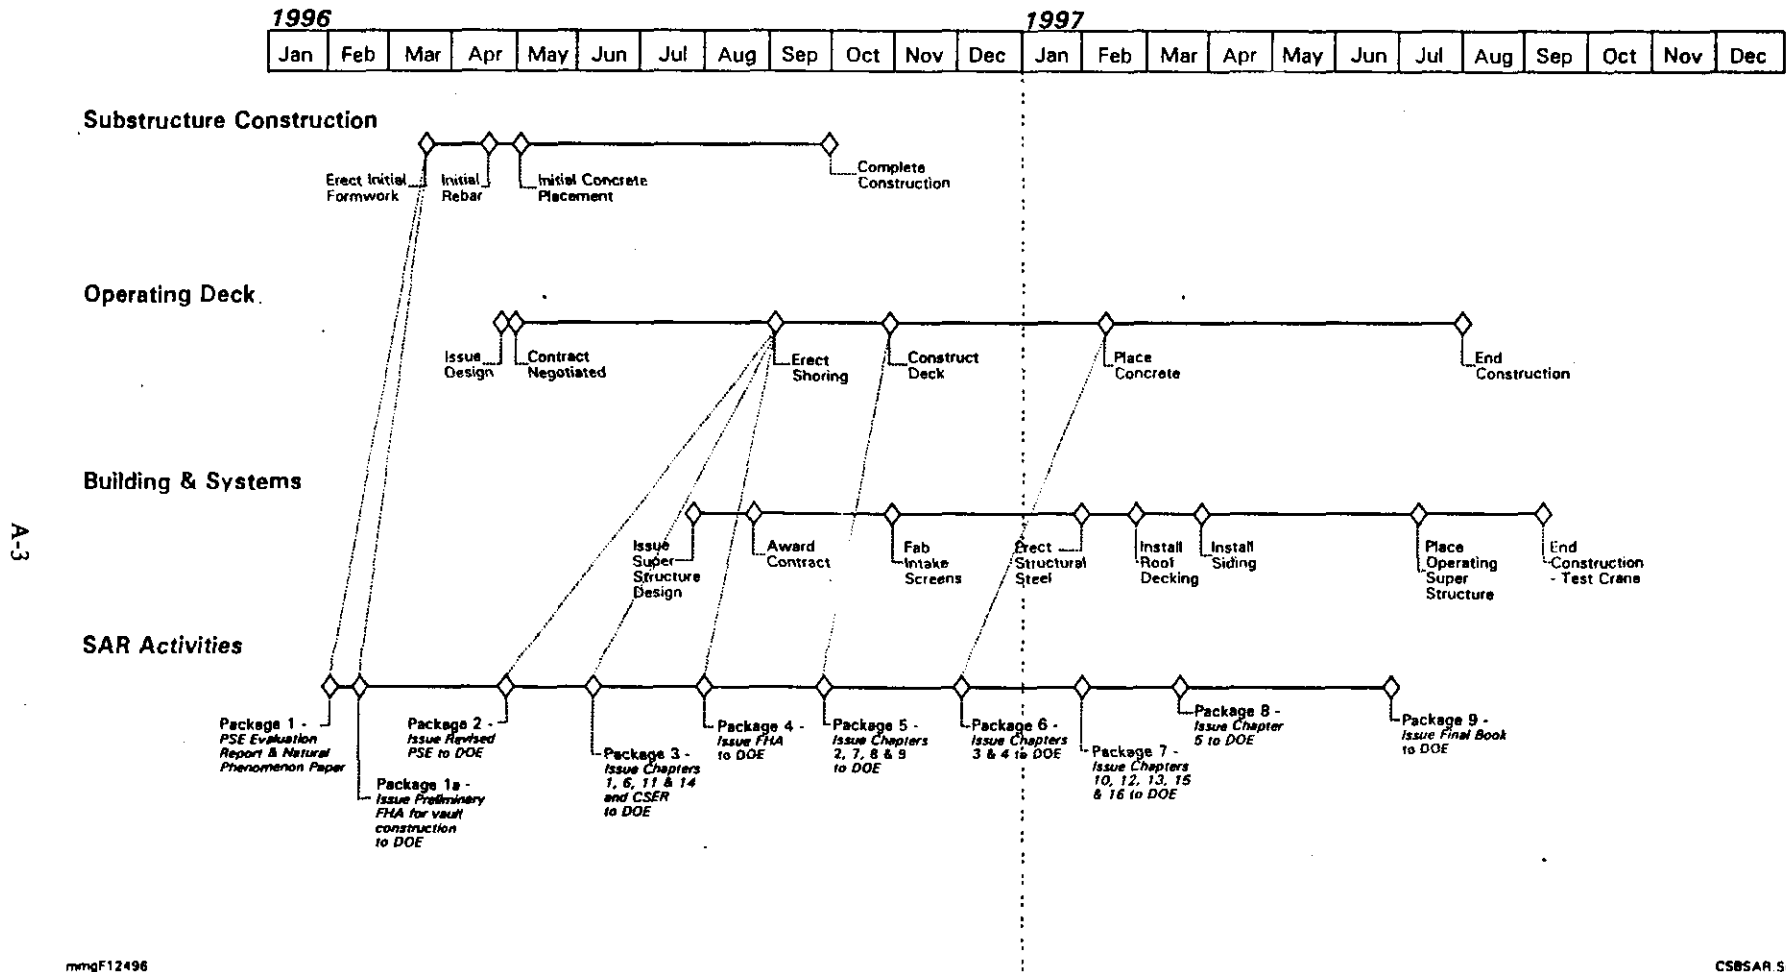 1996
1997
Jan Feb Mar Apr May Jun Jul Aug Sep Oct Nov Dec Jan Feb Mar Apr May Jun Jul Aug Sep Oct Nov Dec
Substructure Construction
Erect Initial
Formwork
Initial
Rebar
Initial Concrete
Placement
Complete
Construction
Operating Deck
Issue
Design
Contract
Negotiated
Erect
Shoring
Construct
Deck
Place
Concrete
End
Construction
Building & Systems
Issue
Super
Structure
Design
Award
Contract
Fab
Intake
Screens
Erect
Structural
Steel
Install
Roof
Decking
Install
Siding
Place
Operating
Super
Structure
End
Construction
- Test Crane
A-3
SAR Activities
Package 1 -
PSE Evaluation
Report & Natural
Phenomenon Paper
Package 1a -
Issue Preliminary
FHA for vault
construction
to DOE
Package 2 -
Issue Revised
PSE to DOE
Package 3 -
Issue Chapters
1, 6, 11 & 14
and CSER
to DOE
Package 4 -
Issue FHA
to DOE
Package 5 -
Issue Chapters
2, 7, 8 & 9
to DOE
Package 6 -
Issue Chapters
3 & 4 to DOE
Package 7 -
Issue Chapters
10, 12, 13, 15
& 16 to DOE
Package 8 -
Issue Chapter
5 to DOE
Package 9 -
Issue Final Book
to DOE
mmgF12496
CSBSAR S